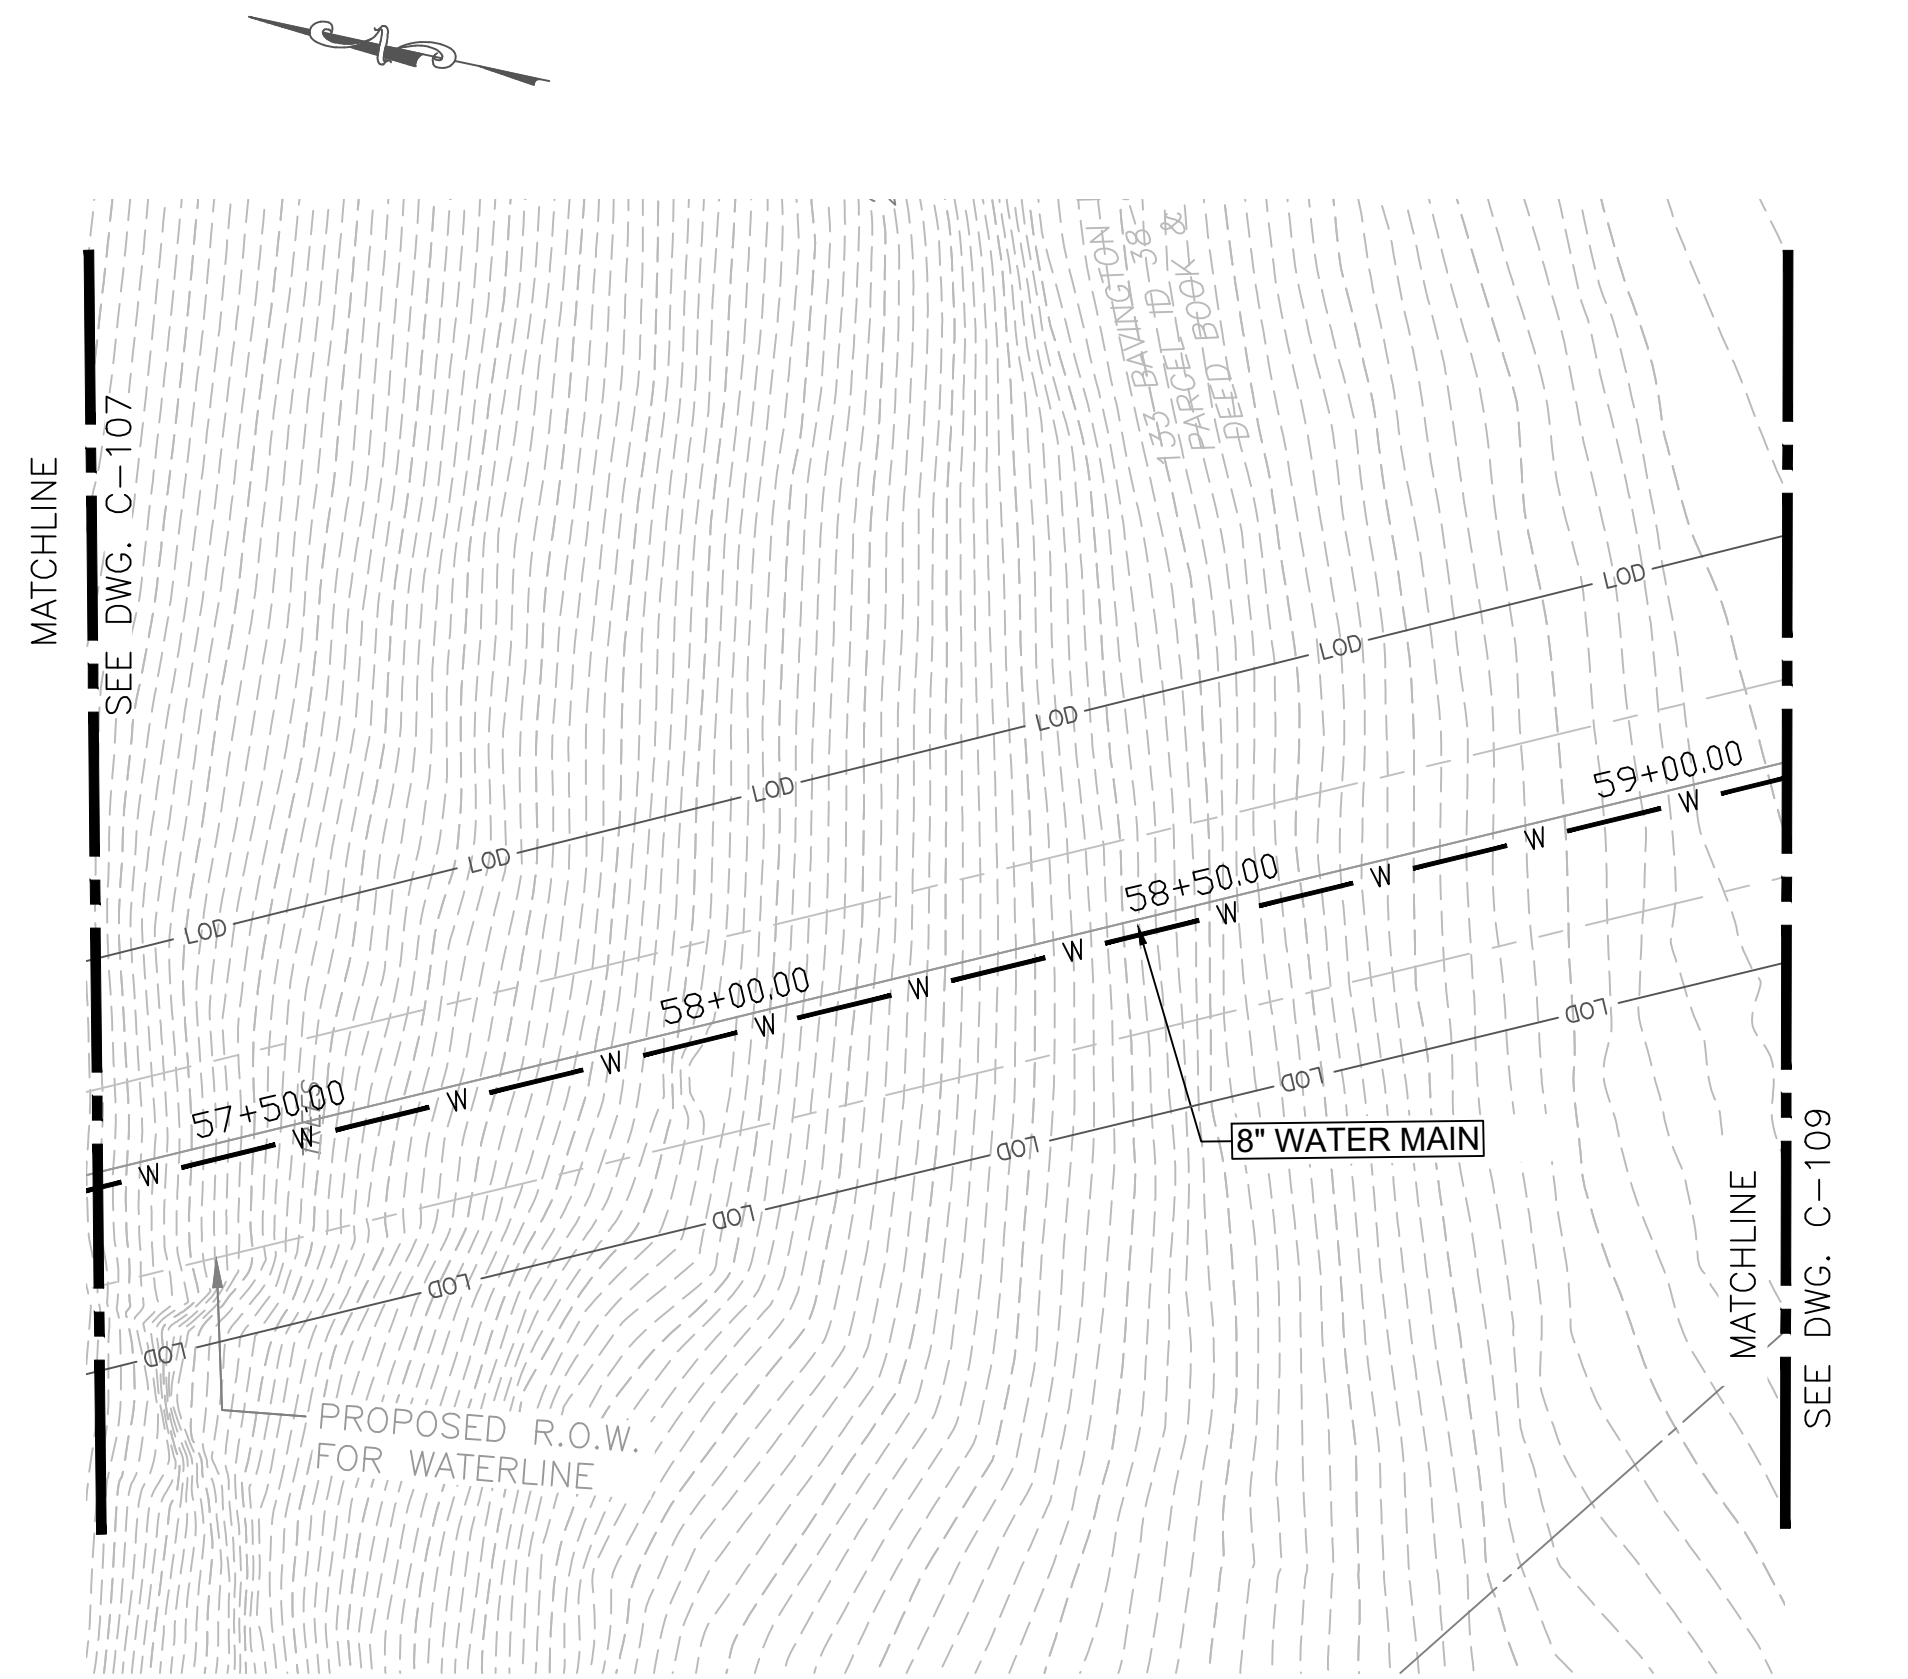 MATCHLINE
SEE DWG. C-107
133 BAVINGTON
PARCEL ID 38-
DEED BOOK &
LOD
LOD
LOD
LOD
LOD
LOD
59+00.00
W
W
58+50.00
W
W
W
W
58+00.00
W
W
W
57+50.00
W
W
LOD
LOD
LOD
LOD
LOD
LOD
8" WATER MAIN
PROPOSED R.O.W.
FOR WATERLINE
MATCHLINE
SEE DWG. C-109